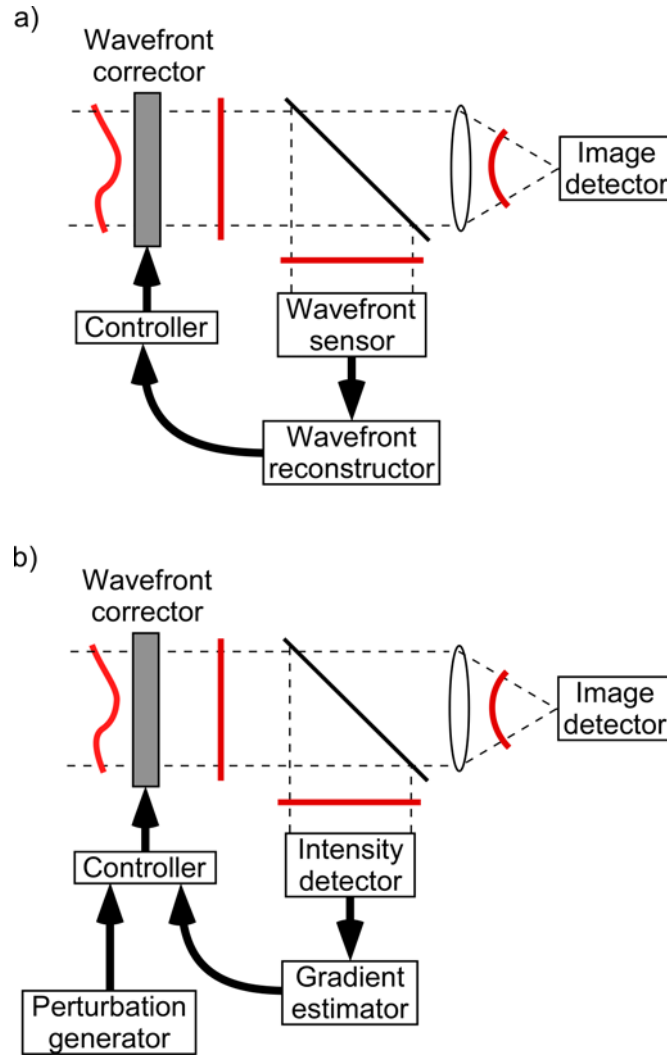 a)
Wavefront
corrector
Image
detector
Controller
Wavefront
sensor
Wavefront
reconstructor
b)
Wavefront
corrector
Image
detector
Controller
Intensity
detector
Perturbation
generator
Gradient
estimator